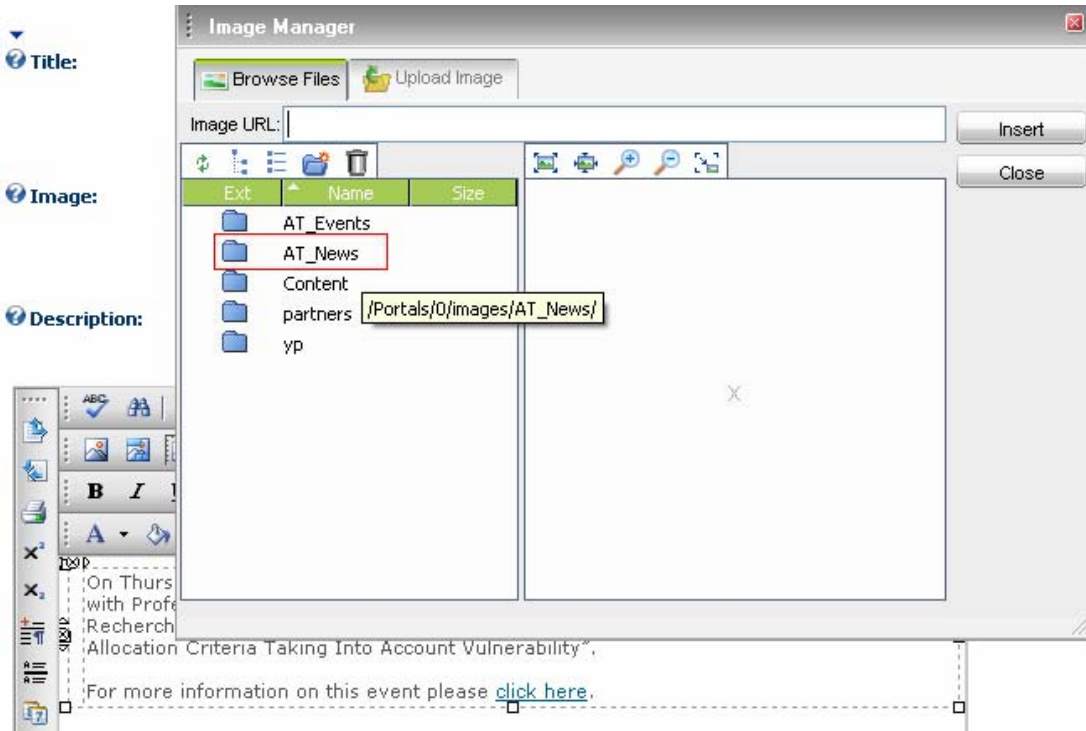 Image Manager
Title:
Browse Files
Upload Image
Image URL:
Insert
Close
Image:
Ext Name Size
AT_Events
AT_News
Content
/Portals/0/images/AT_News/
partners
yp
Description:
ABC
B I
A
On Thurs
with Profe
Recherch
Allocation Criteria Taking Into Account Vulnerability".
For more information on this event please click here.